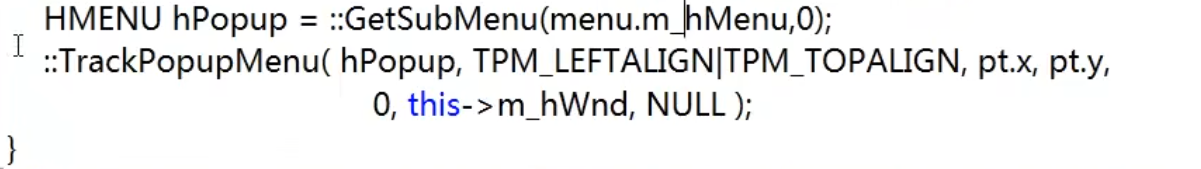 HMENU hPopup = ::GetSubMenu(menu.m_hMenu,0);
::TrackPopupMenu( hPopup, TPM_LEFTALIGN|TPM_TOPALIGN, pt.x, pt.y,
0, this->m_hWnd, NULL );
}